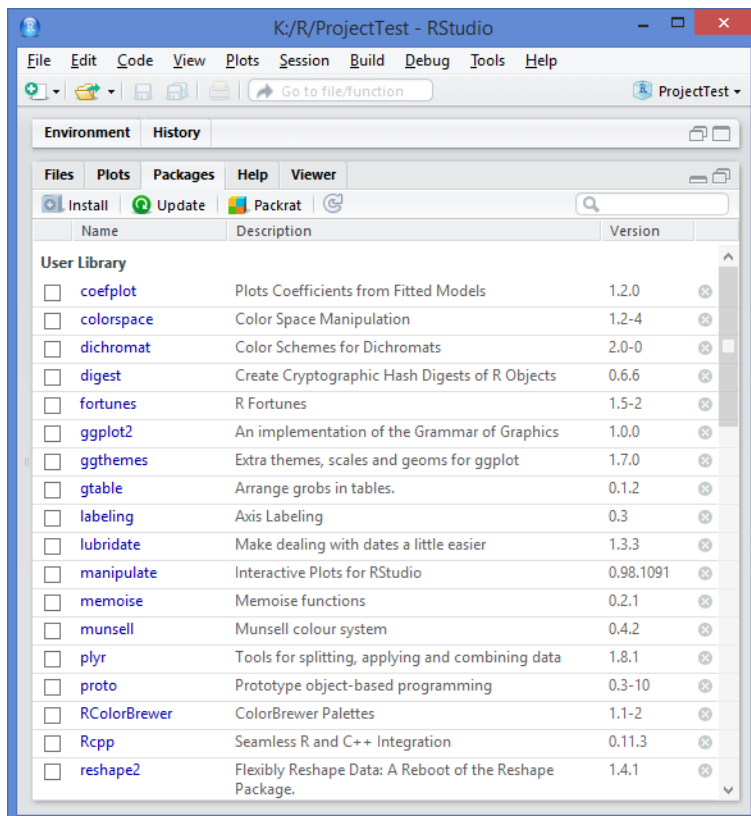 K:/R/ProjectTest - RStudio
File Edit Code View Plots Session Build Debug Tools Help
Go to file/function ProjectTest
Environment History
Files Plots Packages Help Viewer
Install Update Packrat
Name Description Version
User Library
coefplot Plots Coefficients from Fitted Models 1.2.0
colorspace Color Space Manipulation 1.2-4
dichromat Color Schemes for Dichromats 2.0-0
digest Create Cryptographic Hash Digests of R Objects 0.6.6
fortunes R Fortunes 1.5-2
ggplot2 An implementation of the Grammar of Graphics 1.0.0
ggthemes Extra themes, scales and geoms for ggplot 1.7.0
gtable Arrange grobs in tables. 0.1.2
labeling Axis Labeling 0.3
lubridate Make dealing with dates a little easier 1.3.3
manipulate Interactive Plots for RStudio 0.98.1091
memoise Memoise functions 0.2.1
munsell Munsell colour system 0.4.2
plyr Tools for splitting, applying and combining data 1.8.1
proto Prototype object-based programming 0.3-10
RColorBrewer ColorBrewer Palettes 1.1-2
Rcpp Seamless R and C++ Integration 0.11.3
reshape2 Flexibly Reshape Data: A Reboot of the Reshape 1.4.1
Package.